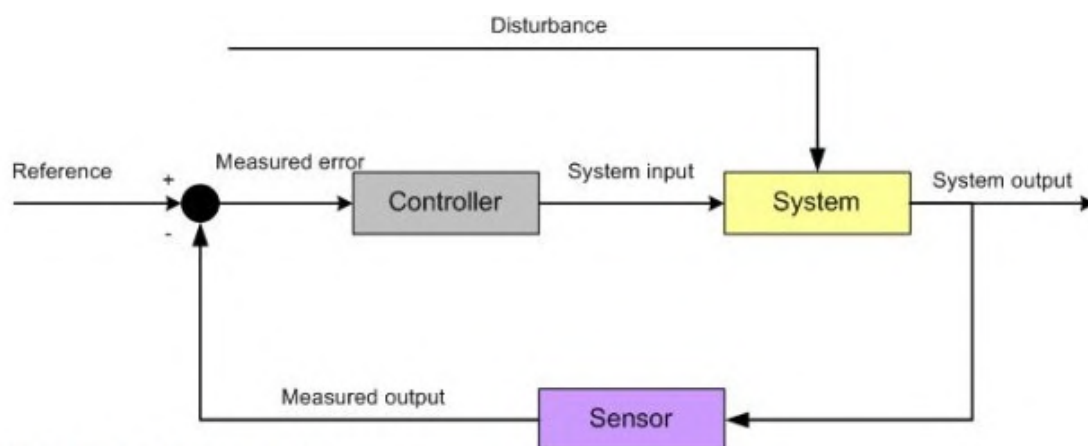 Disturbance
Reference
+
Measured error
Controller
System input
System
System output
-
Measured output
Sensor